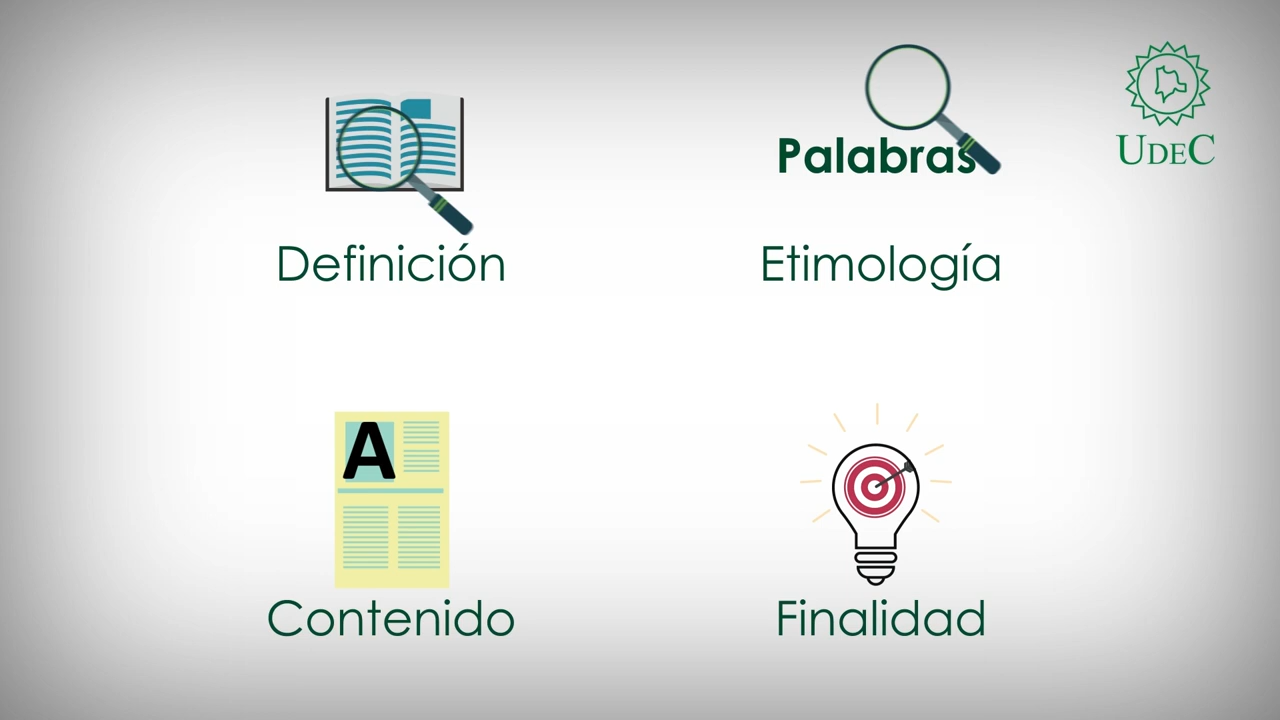 Palabras
UDEC
Definición
Etimología
A
Contenido
Finalidad